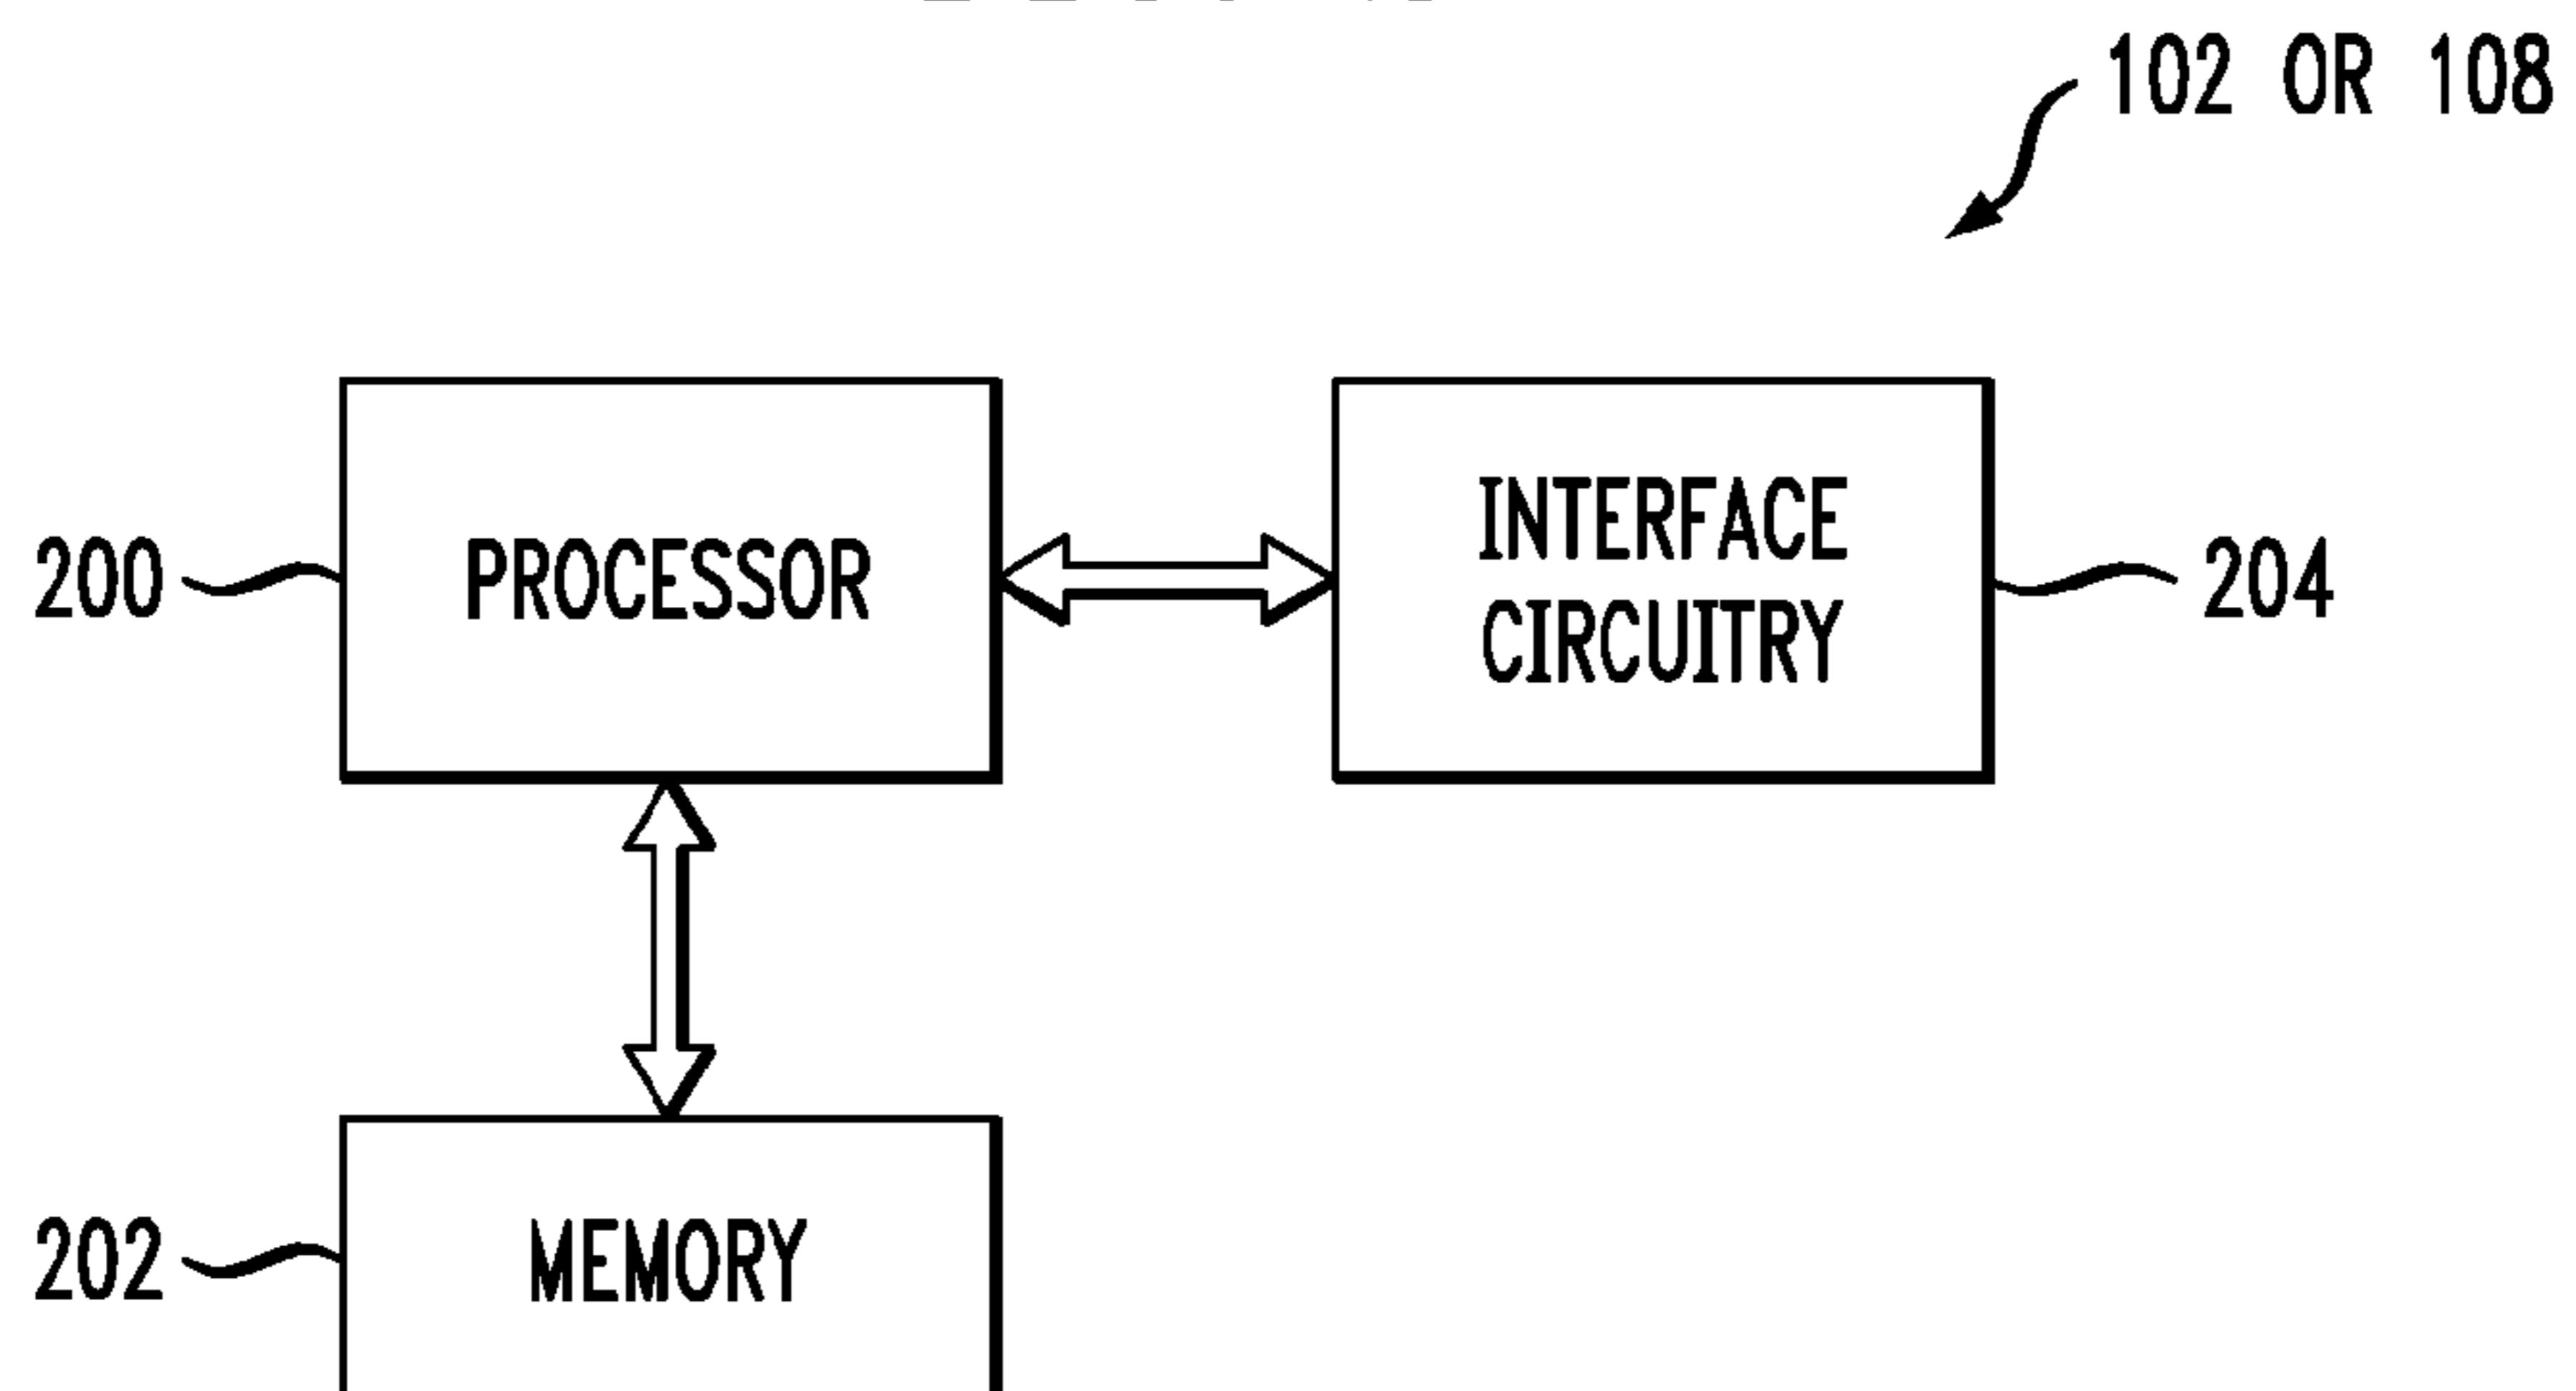 102 OR 108
200
PROCESSOR
INTERFACE
CIRCUITRY
204
202
MEMORY